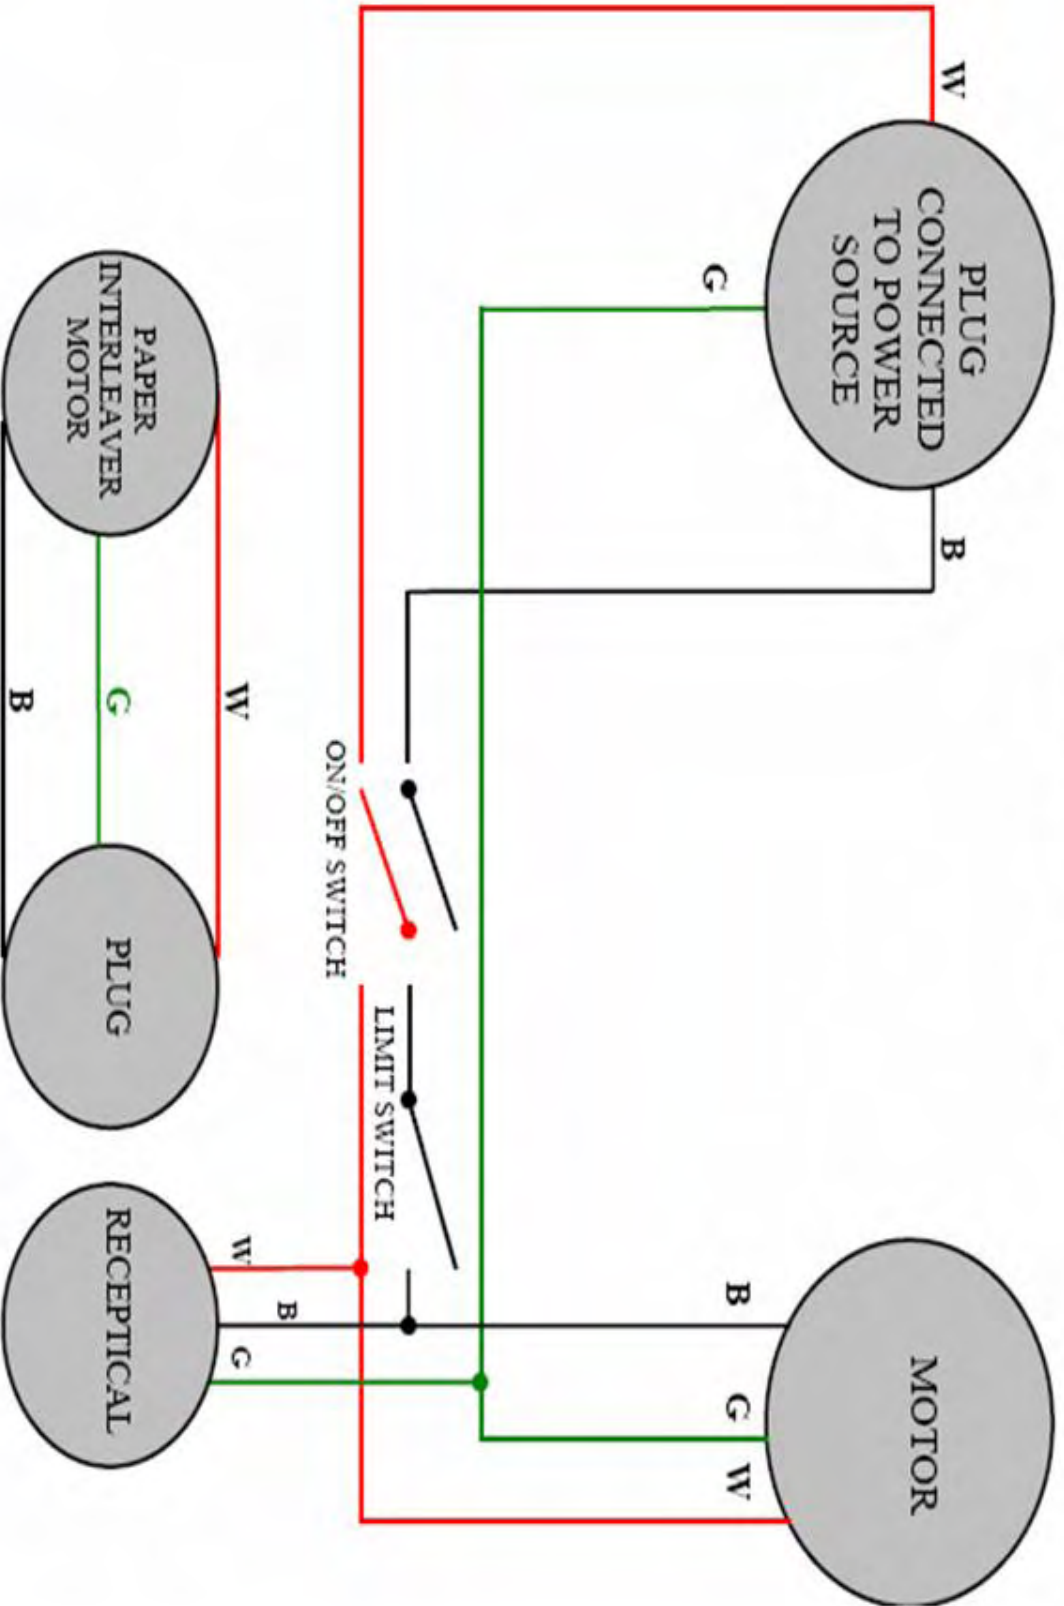 W
PLUG
CONNECTED
TO POWER
SOURCE
B
G
B
G
W
MOTOR
ON/OFF SWITCH
LIMIT SWITCH
PAPER
INTERLEAVER
MOTOR
W
G
B
PLUG
W
B
G
RECEPTICAL